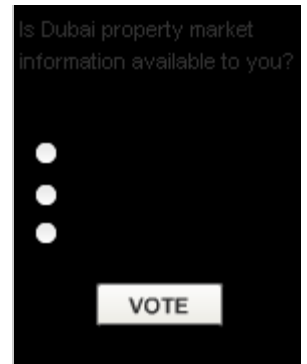 Is Dubai property market
information available to you?
VOTE